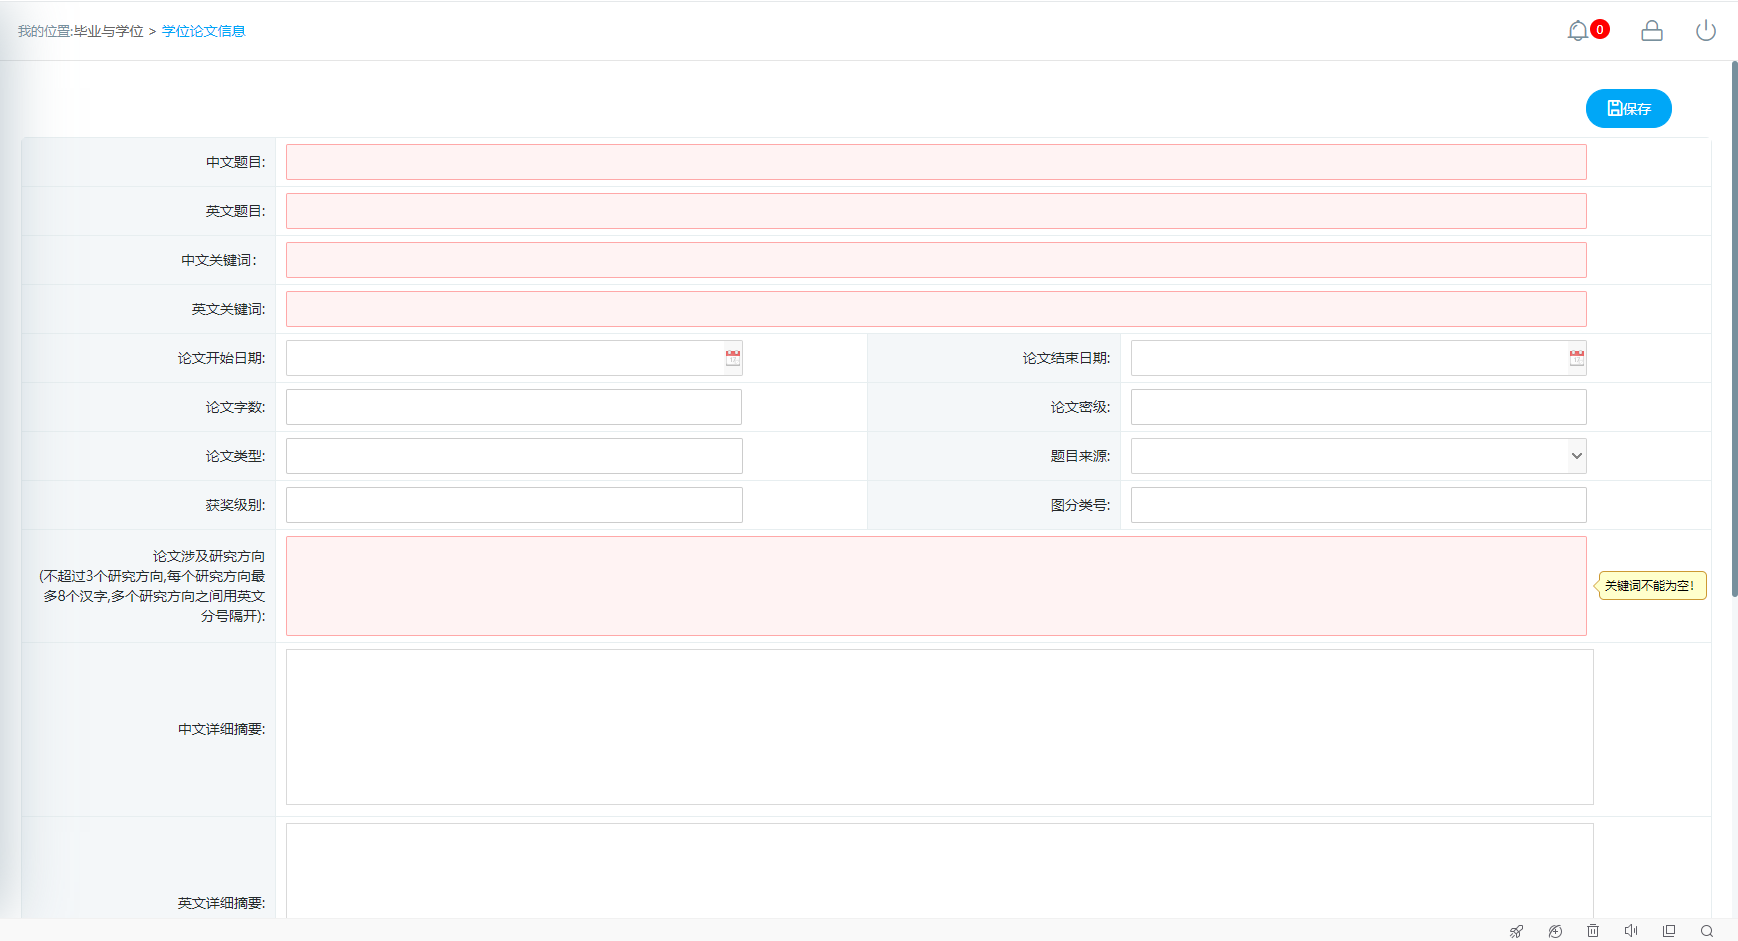 我的位置:毕业与学位 > 学位论文信息
0
保存
中文题目:
英文题目:
中文关键词:
英文关键词:
论文开始日期:
论文结束日期:
论文字数:
论文密级:
论文类型:
题目来源:
获奖级别:
图分类号:
论文涉及研究方向
(不超过3个研究方向,每个研究方向最
多8个汉字,多个研究方向之间用英文
分号隔开):
关键词不能为空!
中文详细摘要:
英文详细摘要: